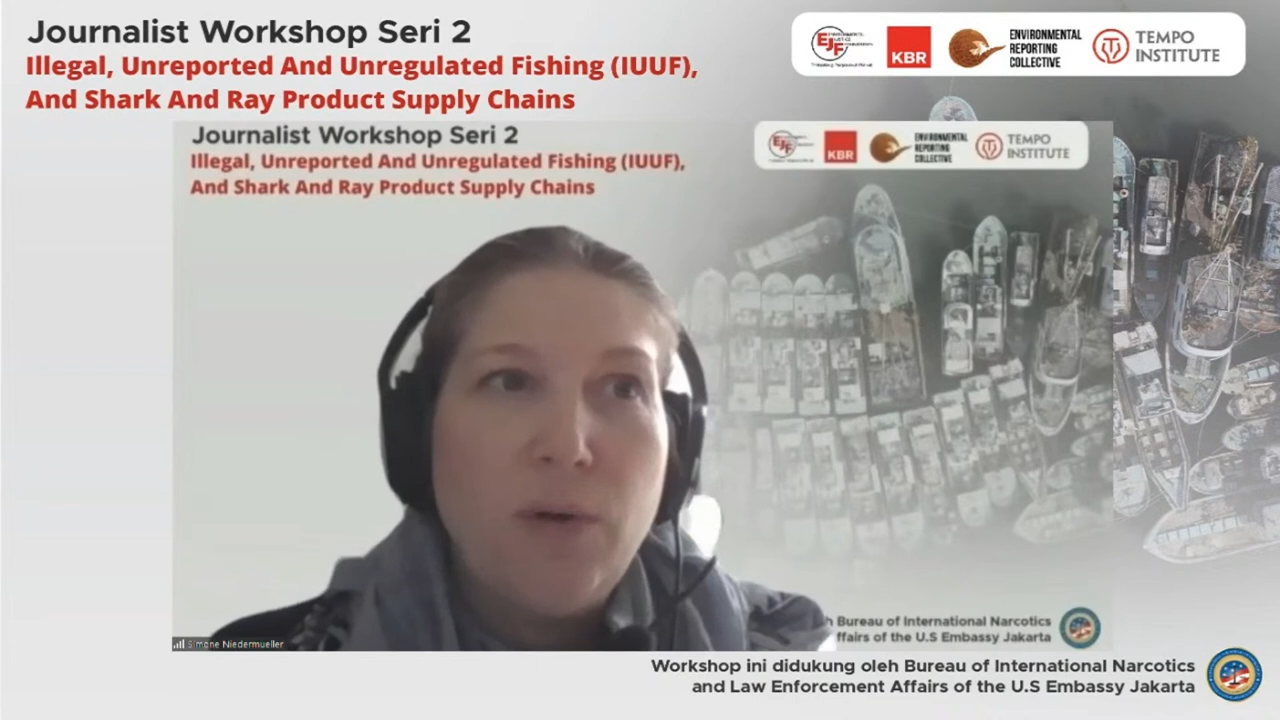 Journalist Workshop Seri 2
Illegal, Unreported And Unregulated Fishing (IUUF),
And Shark And Ray Product Supply Chains
EJF
KBR
ENVIRONMENTAL
REPORTING
COLLECTIVE
TEMPO
INSTITUTE
Journalist Workshop Seri 2
Illegal, Unreported And Unregulated Fishing (IUUF),
And Shark And Ray Product Supply Chains
EJF
KBR
ENVIRONMENTAL
REPORTING
COLLECTIVE
TEMPO
INSTITUTE
h Bureau of International Narcotics
ffairs of the U.S Embassy Jakarta
Simone Niedermueller
Workshop ini didukung oleh Bureau of International Narcotics
and Law Enforcement Affairs of the U.S Embassy Jakarta